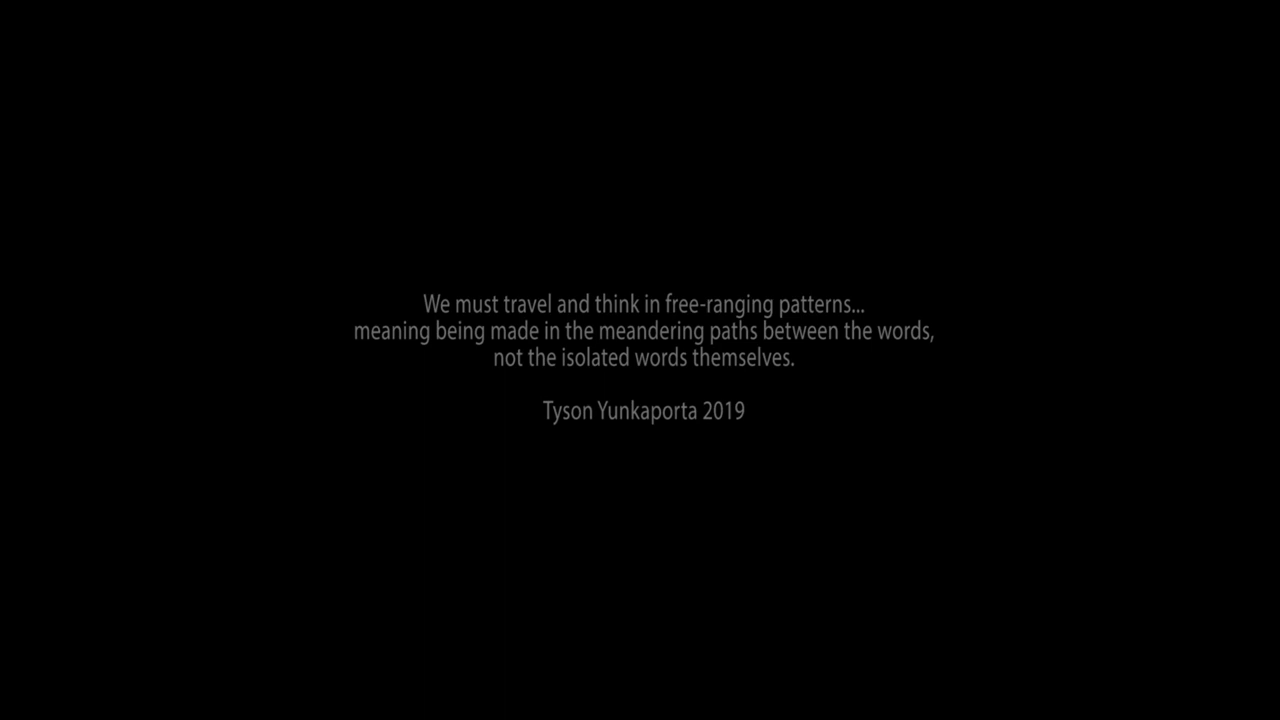 We must travel and think in free-ranging patterns...
meaning being made in the meandering paths between the words,
not the isolated words themselves.
Tyson Yunkaporta 2019